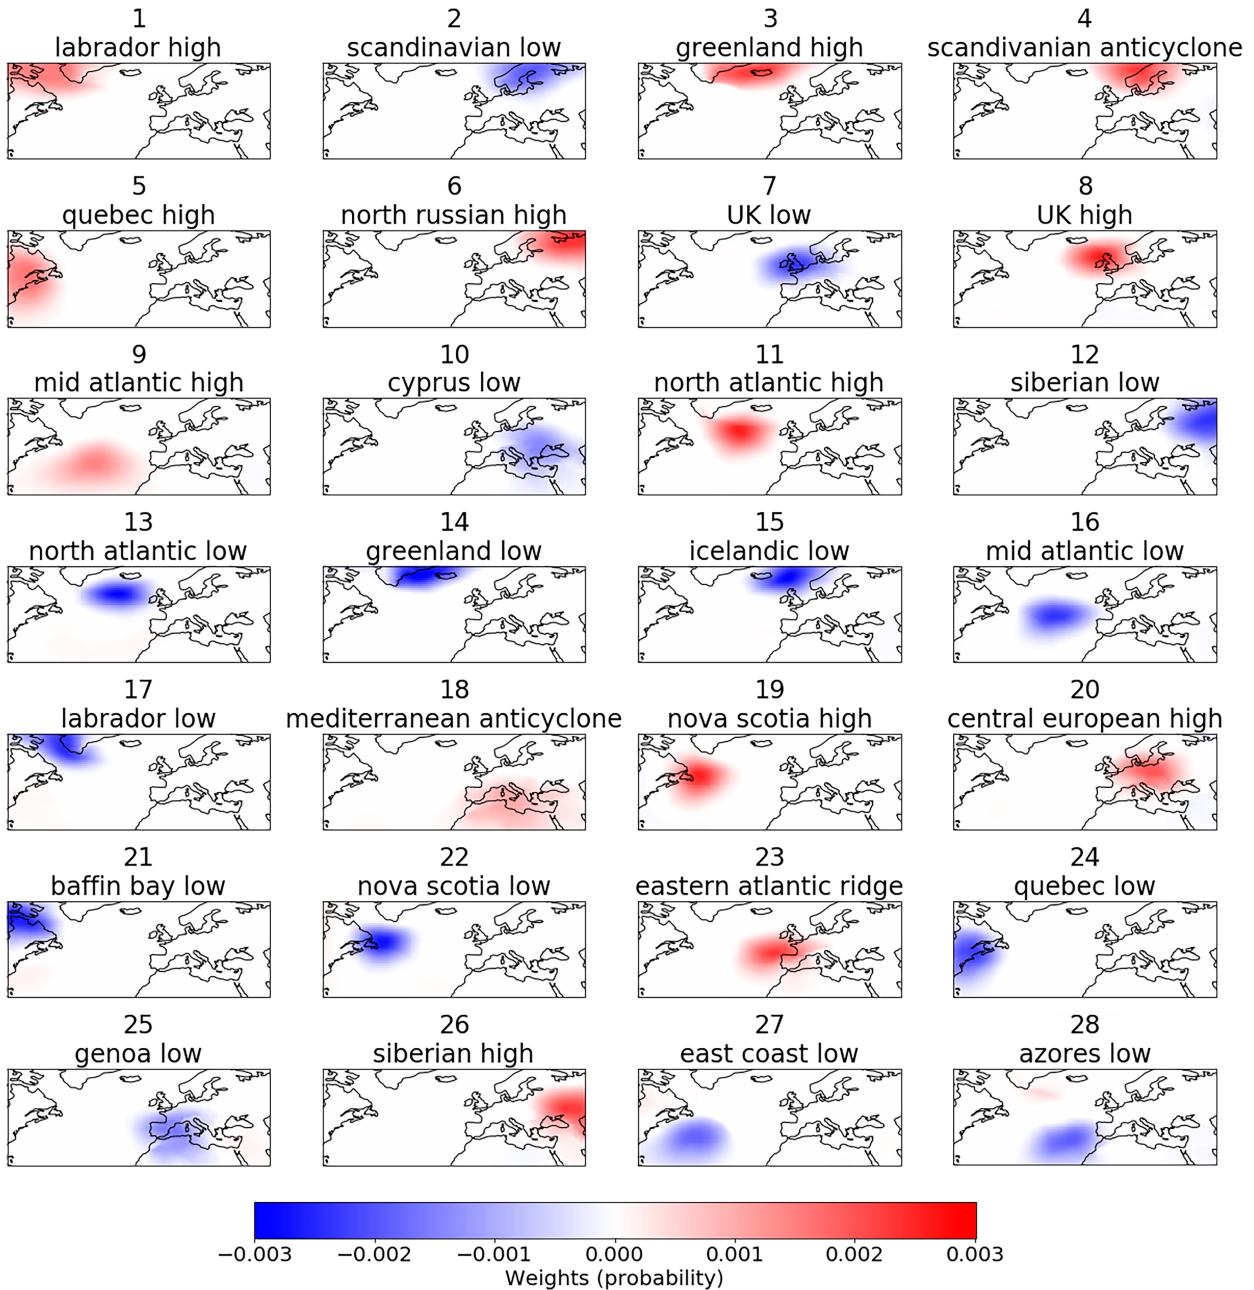 1 2 3 4
labrador high scandinavian low greenland high scandivanian anticyclone
5 6 7 8
quebec high north russian high UK low UK high
9 10 11 12
mid atlantic high cyprus low north atlantic high siberian low
13 14 15 16
north atlantic low greenland low icelandic low mid atlantic low
17 18 19 20
labrador low mediterranean anticyclone nova scotia high central european high
21 22 23 24
baffin bay low nova scotia low eastern atlantic ridge quebec low
25 26 27 28
genoa low siberian high east coast low azores low
−0.003 −0.002 −0.001 0.000 0.001 0.002 0.003
Weights (probability)